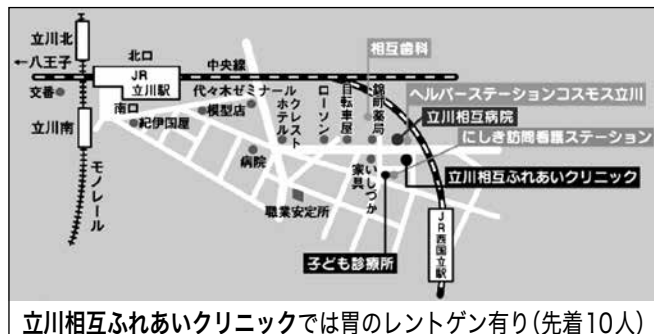 立川北
←八王子
北口
中央線
相互歯科
JR
立川駅
交番
代々木ゼミナール
ヘルパーステーションコスモス立川
南口
模型店
クレスト
ホテル
ローソン
自転車屋
錦町薬局
立川相互病院
立川南
紀伊国屋
にしき訪問看護ステーション
病院
いしづか
家具
立川相互ふれあいクリニック
モノレール
職業安定所
子ども診療所
JR西国立駅
立川相互ふれあいクリニックでは胃のレントゲン有り(先着10人)